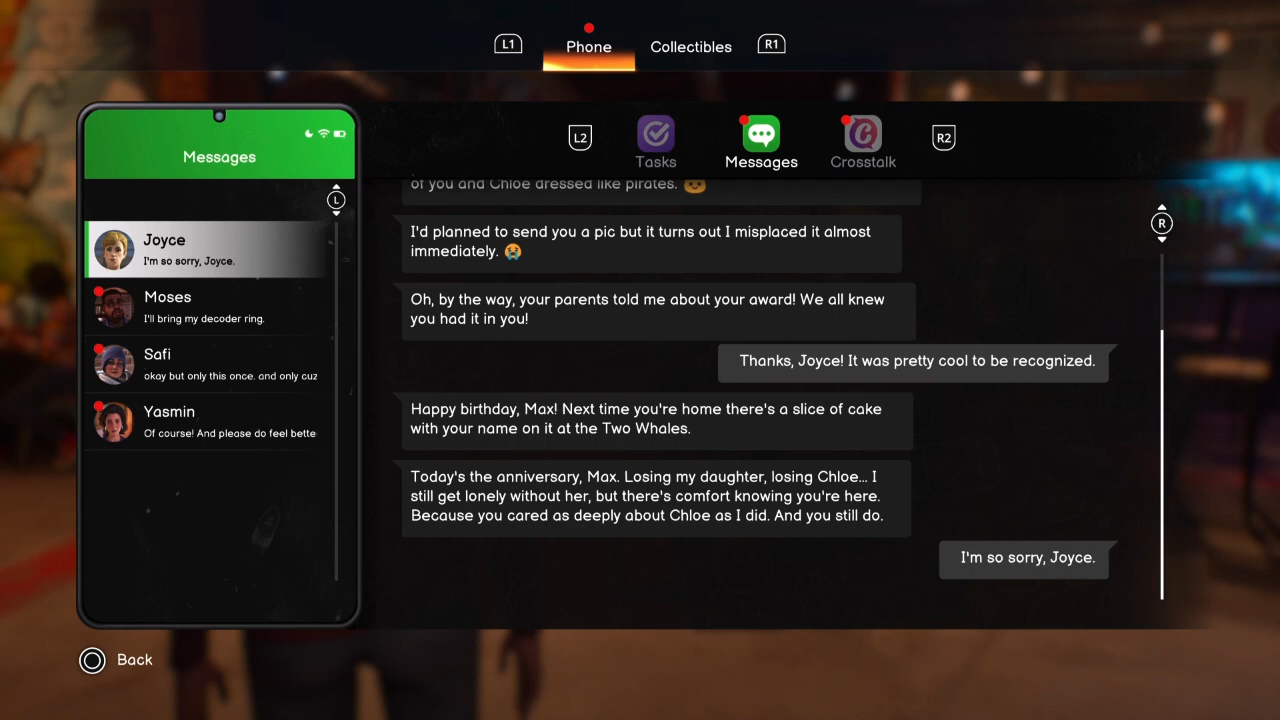 L1
Phone
Collectibles
R1
Messages
L2
Tasks
Messages
Crosstalk
R2
L
Joyce
I'm so sorry, Joyce.
Moses
I'll bring my decoder ring.
Safi
okay but only this once. and only cuz
Yasmin
Of course! And please do feel bette
of you and Chloe dressed like pirates.
I'd planned to send you a pic but it turns out I misplaced it almost
immediately. 😭
Oh, by the way, your parents told me about your award! We all knew
you had it in you!
Thanks, Joyce! It was pretty cool to be recognized.
Happy birthday, Max! Next time you're home there's a slice of cake
with your name on it at the Two Whales.
Today's the anniversary, Max. Losing my daughter, losing Chloe... I
still get lonely without her, but there's comfort knowing you're here.
Because you cared as deeply about Chloe as I did. And you still do.
I'm so sorry, Joyce.
R
Back